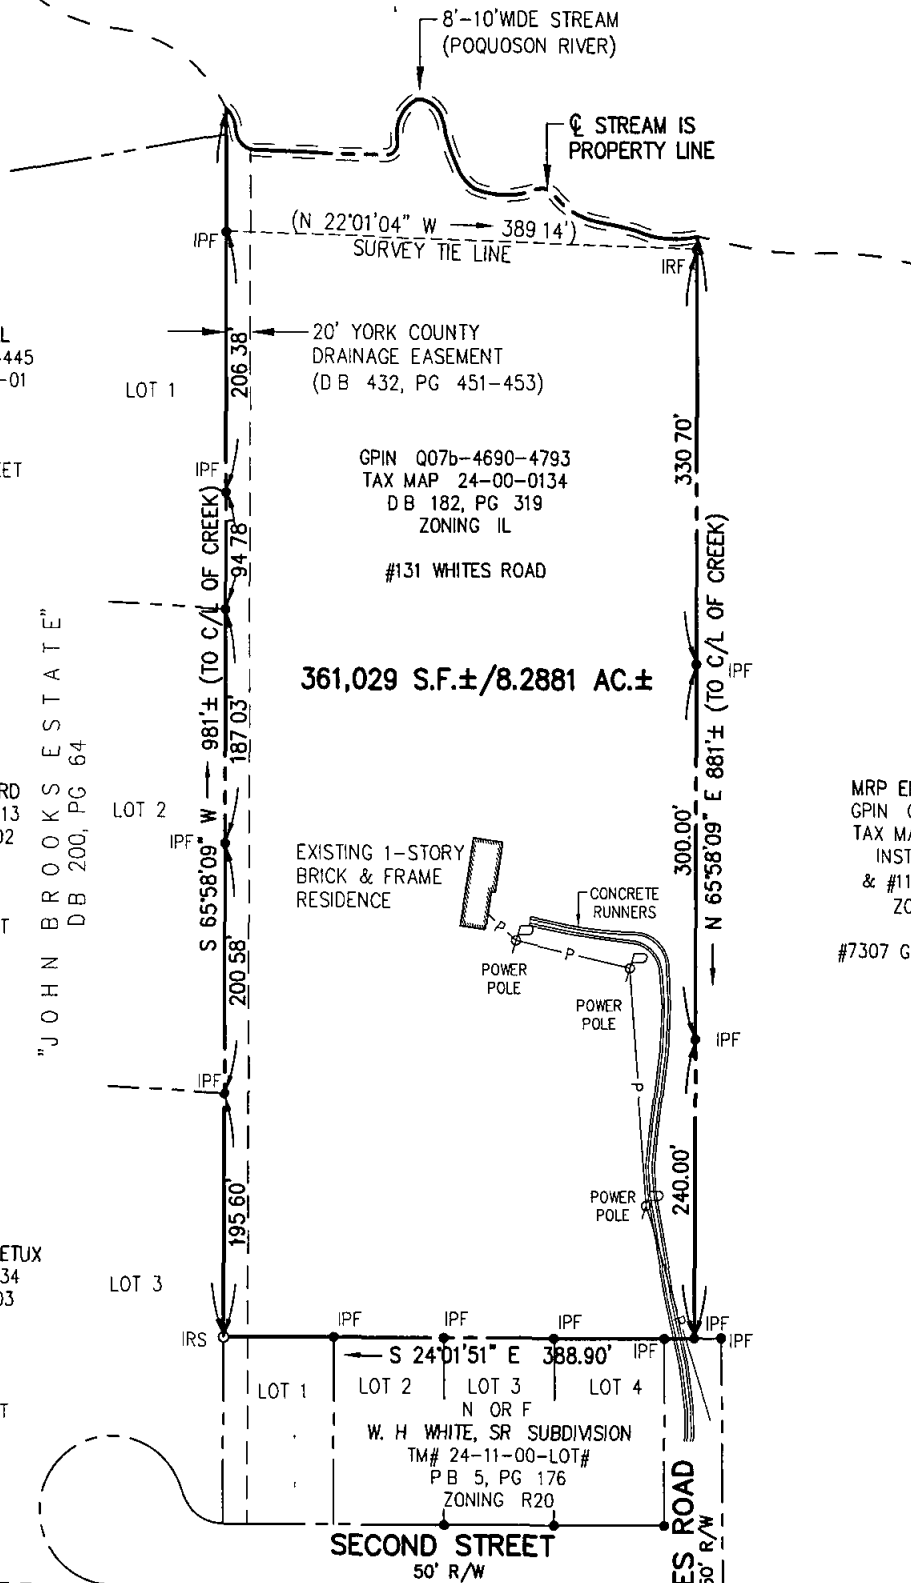 8'-10'WIDE STREAM
(POQUOSON RIVER)
℄ STREAM IS
PROPERTY LINE
(N 22°01'04" W 389.14')
SURVEY TIE LINE
IPF
IRF
L
445
-01
LOT 1
206.38'
20' YORK COUNTY
DRAINAGE EASEMENT
(D B 432, PG 451-453)
EET
IPF
GPIN Q07b-4690-4793
TAX MAP 24-00-0134
D B 182, PG 319
ZONING IL
#131 WHITES ROAD
330 70'
94.78'
S 65°58'09" W 981'± (TO C/L OF CREEK)
N 65°58'09" E 881'± (TO C/L OF CREEK)
361,029 S.F.±/8.2881 AC.±
IPF
187 03'
"JOHN BROOKS ESTATE"
DB 200, PG 64
RD
13
02
LOT 2
IPF
T
EXISTING 1-STORY
BRICK & FRAME
RESIDENCE
300.00'
CONCRETE
RUNNERS
MRP E
GPIN
TAX MA
INST
& #11
ZO
#7307 G
P
P
POWER
POLE
POWER
POLE
200.58'
IPF
IPF
P
195.60'
POWER
POLE
240.00'
ETUX
34
03
LOT 3
P
IRS
IPF
IPF
IPF
IPF
IPF
IPF
S 24°01'51" E 388.90'
T
LOT 1
LOT 2
LOT 3
LOT 4
N OR F
W. H WHITE, SR SUBDIVISION
TM# 24-11-00-LOT#
P B 5, PG 176
ZONING R20
SECOND STREET
50' R/W
ES ROAD
50' R/W